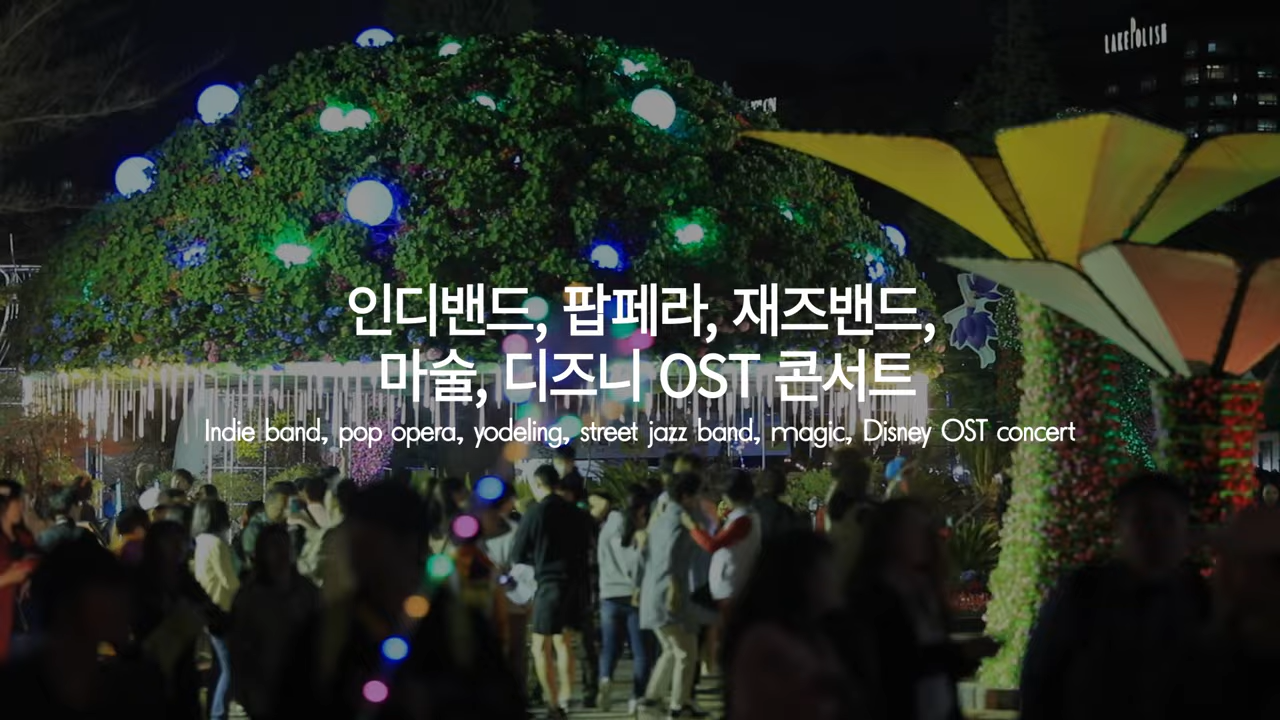 LAKEPOLISH
인디밴드, 팝페라, 재즈밴드,
마술, 디즈니 OST 콘서트
Indie band, pop opera, yodeling, street jazz band, magic, Disney OST concert